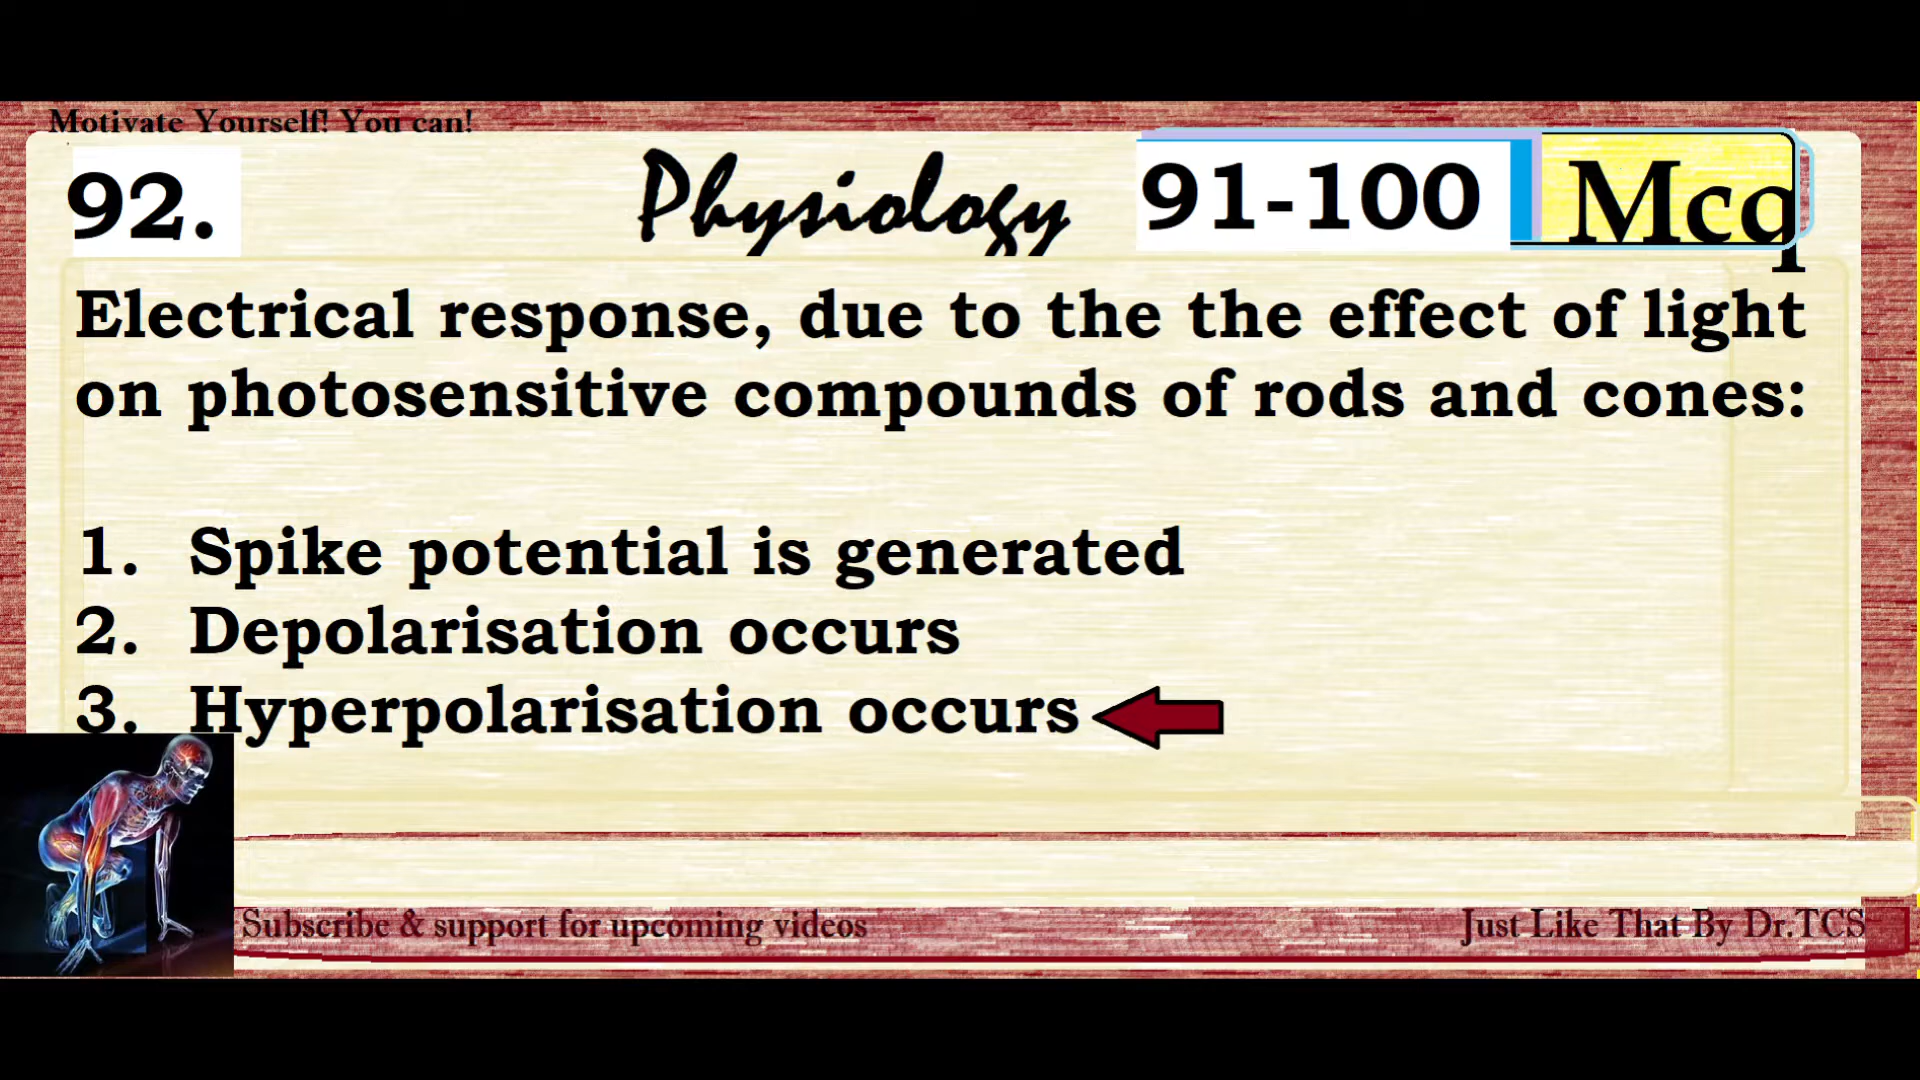 Motivate Yourself! You can!
92. Physiology 91-100 Mcq
Electrical response, due to the the effect of light
on photosensitive compounds of rods and cones:
1. Spike potential is generated
2. Depolarisation occurs
3. Hyperpolarisation occurs
Subscribe & support for upcoming videos Just Like That By Dr.TCS